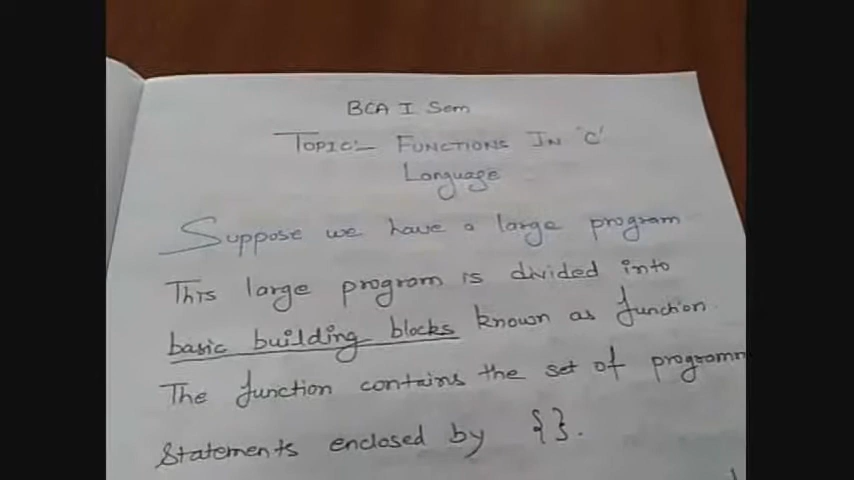 BCA I Sem
TOPIC:- FUNCTIONS IN 'C'
Language
Suppose we have a large program
This large program is divided into
basic building blocks known as function.
The function contains the set of programm
statements enclosed by { }.